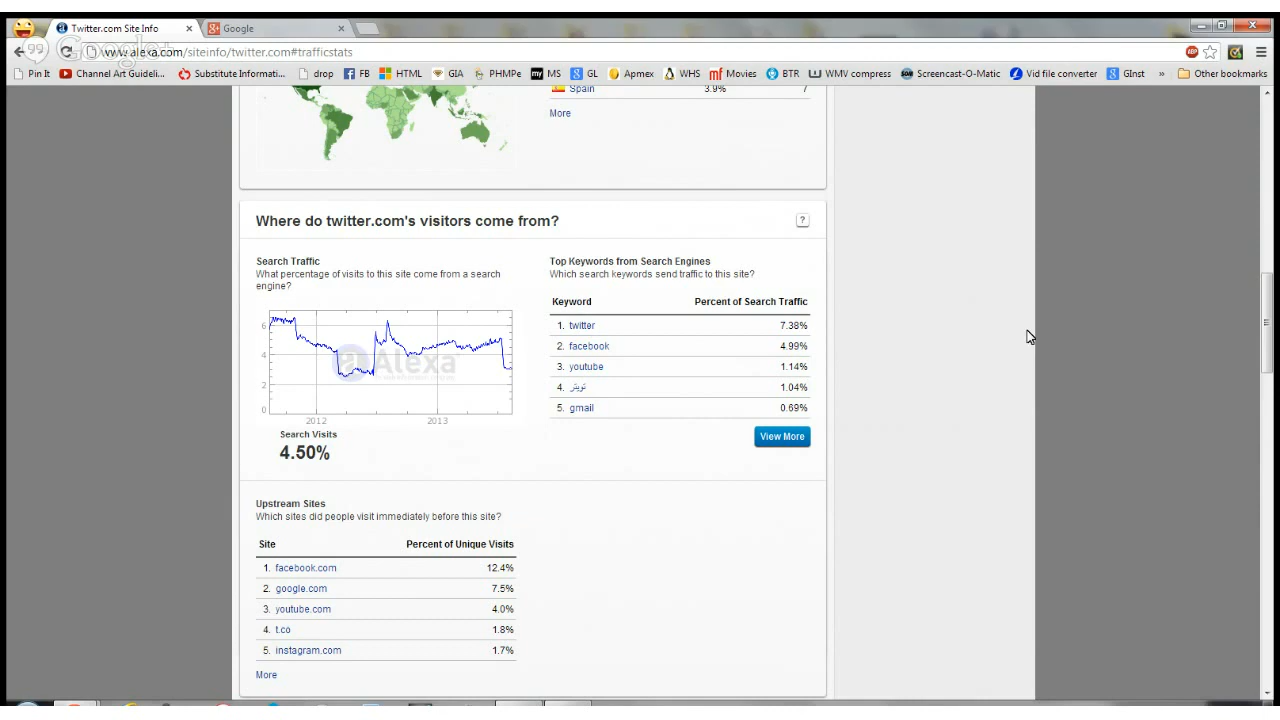 Twitter.com Site Info
Google
Google+
www.alexa.com/siteinfo/twitter.com#trafficstats
Pin It
Channel Art Guideli...
Substitute Informati...
drop
FB
HTML
GIA
PHMPe
my MS
GL
Apmex
WHS
mf Movies
BTR
WMV compress
Screencast-O-Matic
Vid file converter
GInst
»
Other bookmarks
Spain 3.9% 7
More
Where do twitter.com's visitors come from?
?
Search Traffic
What percentage of visits to this site come from a search
engine?
6
4
2
0
Alexa
2012 2013
Search Visits
4.50%
Top Keywords from Search Engines
Which search keywords send traffic to this site?
Keyword Percent of Search Traffic
1. twitter 7.38%
2. facebook 4.99%
3. youtube 1.14%
4. تويتر 1.04%
5. gmail 0.69%
View More
Upstream Sites
Which sites did people visit immediately before this site?
Site Percent of Unique Visits
1. facebook.com 12.4%
2. google.com 7.5%
3. youtube.com 4.0%
4. t.co 1.8%
5. instagram.com 1.7%
More